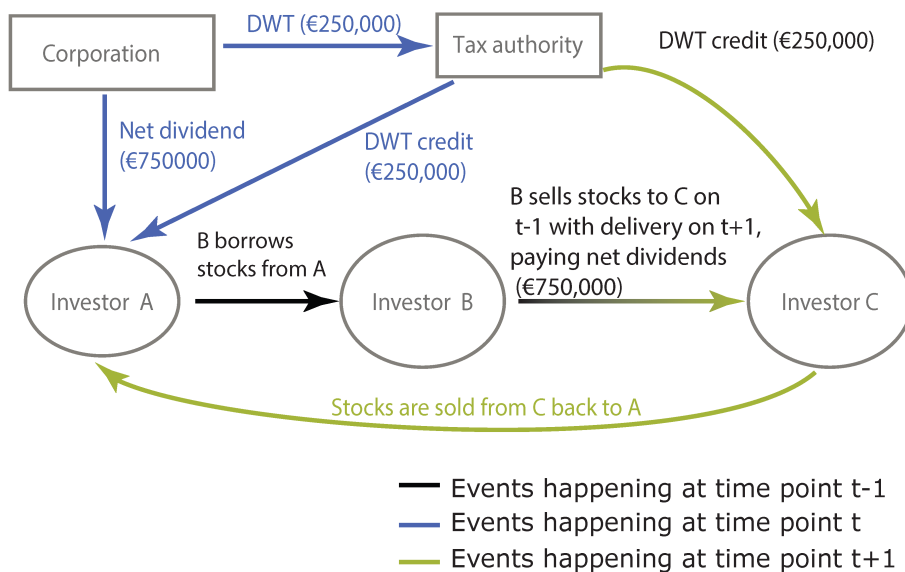 DWT (€250,000)
Corporation
Tax authority
DWT credit (€250,000)
Net dividend
(€750000)
DWT credit
(€250,000)
B borrows
stocks from A
B sells stocks to C on
t-1 with delivery on t+1,
paying net dividends
(€750,000)
Investor A
Investor B
Investor C
Stocks are sold from C back to A
Events happening at time point t-1
Events happening at time point t
Events happening at time point t+1